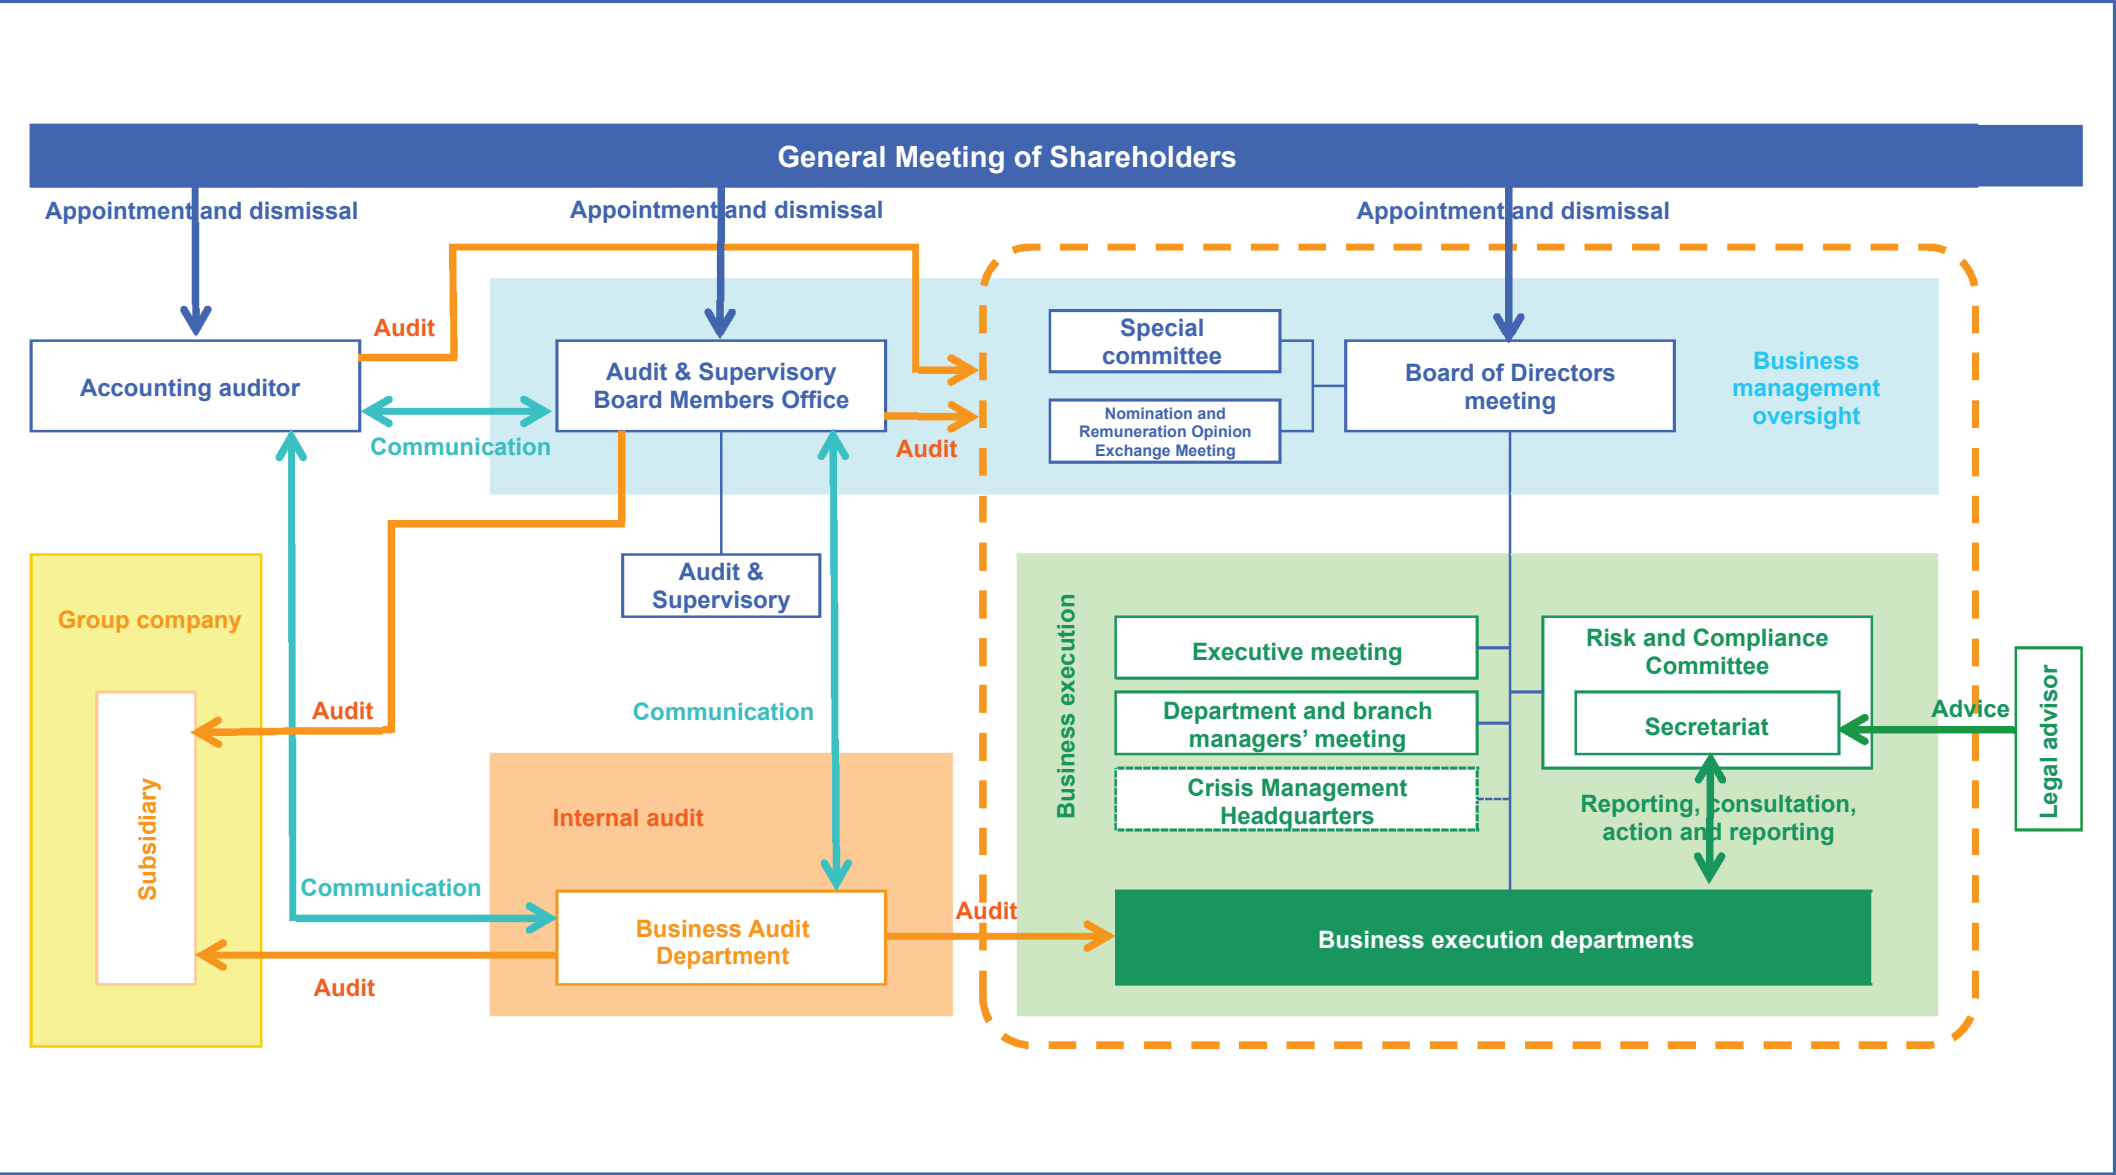 General Meeting of Shareholders
Appointment and dismissal
Appointment and dismissal
Appointment and dismissal
Audit
Accounting auditor
Communication
Audit & Supervisory
Board Members Office
Audit
Special
committee
Nomination and
Remuneration Opinion
Exchange Meeting
Board of Directors
meeting
Business
management
oversight
Audit &
Supervisory
Group company
Subsidiary
Audit
Communication
Internal audit
Communication
Business Audit
Department
Audit
Audit
Business execution
Executive meeting
Department and branch
managers’ meeting
Crisis Management
Headquarters
Risk and Compliance
Committee
Secretariat
Advice
Legal advisor
Reporting, consultation,
action and reporting
Business execution departments